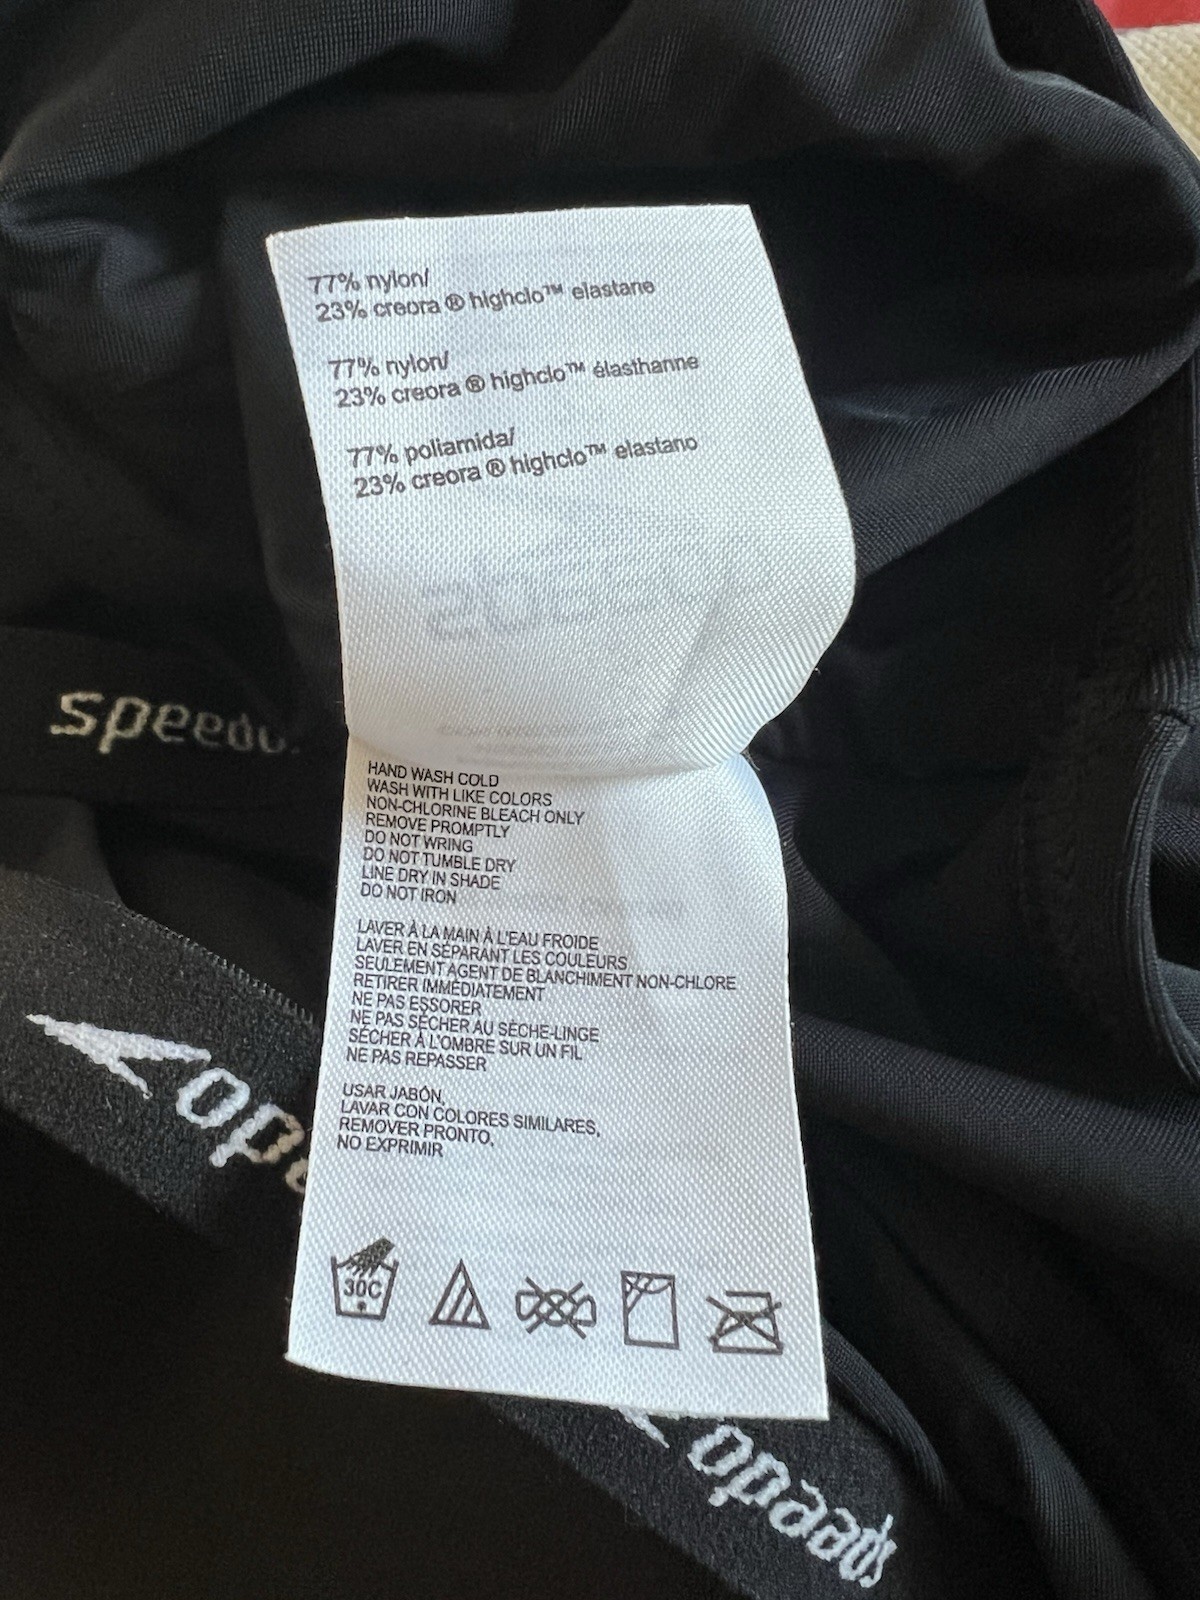 77% nylon/
23% creora ® highclo™ elastane
77% nylon/
23% creora ® highclo™ élasthanne
77% poliamida/
23% creora ® highclo™ elastano
speedo.
HAND WASH COLD
WASH WITH LIKE COLORS
NON-CHLORINE BLEACH ONLY
REMOVE PROMPTLY
DO NOT WRING
DO NOT TUMBLE DRY
LINE DRY IN SHADE
DO NOT IRON
LAVER À LA MAIN À L'EAU FROIDE
LAVER EN SÉPARANT LES COULEURS
SEULEMENT AGENT DE BLANCHIMENT NON-CHLORE
RETIRER IMMÉDIATEMENT
NE PAS ESSORER
NE PAS SÉCHER AU SÈCHE-LINGE
SÉCHER À L'OMBRE SUR UN FIL
NE PAS REPASSER
USAR JABÓN,
LAVAR CON COLORES SIMILARES,
REMOVER PRONTO,
NO EXPRIMIR
30C
speedo